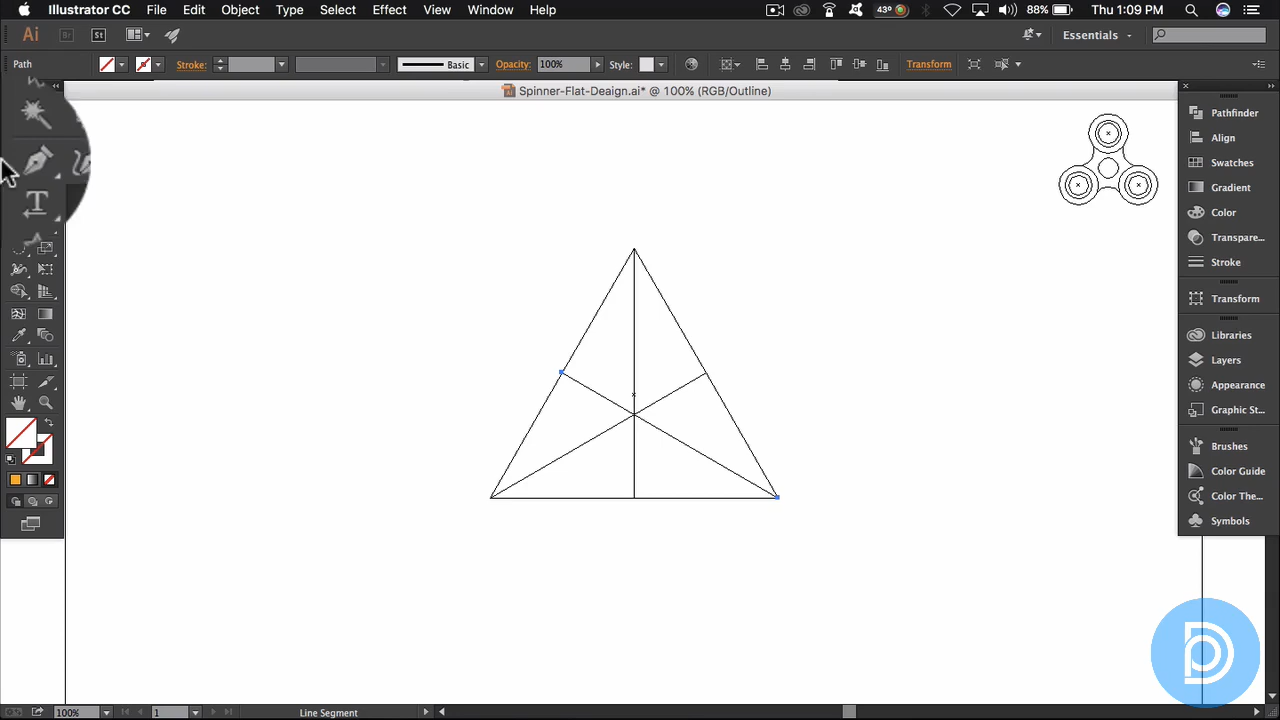 Illustrator CC File Edit Object Type Select Effect View Window Help 43° 88% Thu 1:09 PM
Ai Br St Essentials
Path Stroke: Basic Opacity: 100% Style: Transform
Spinner-Flat-Deaign.ai* @ 100% (RGB/Outline)
Pathfinder
Align
Swatches
Gradient
Color
Transpare...
Stroke
Transform
Libraries
Layers
Appearance
Graphic St...
Brushes
Color Guide
Color The...
Symbols
100% 1 Line Segment